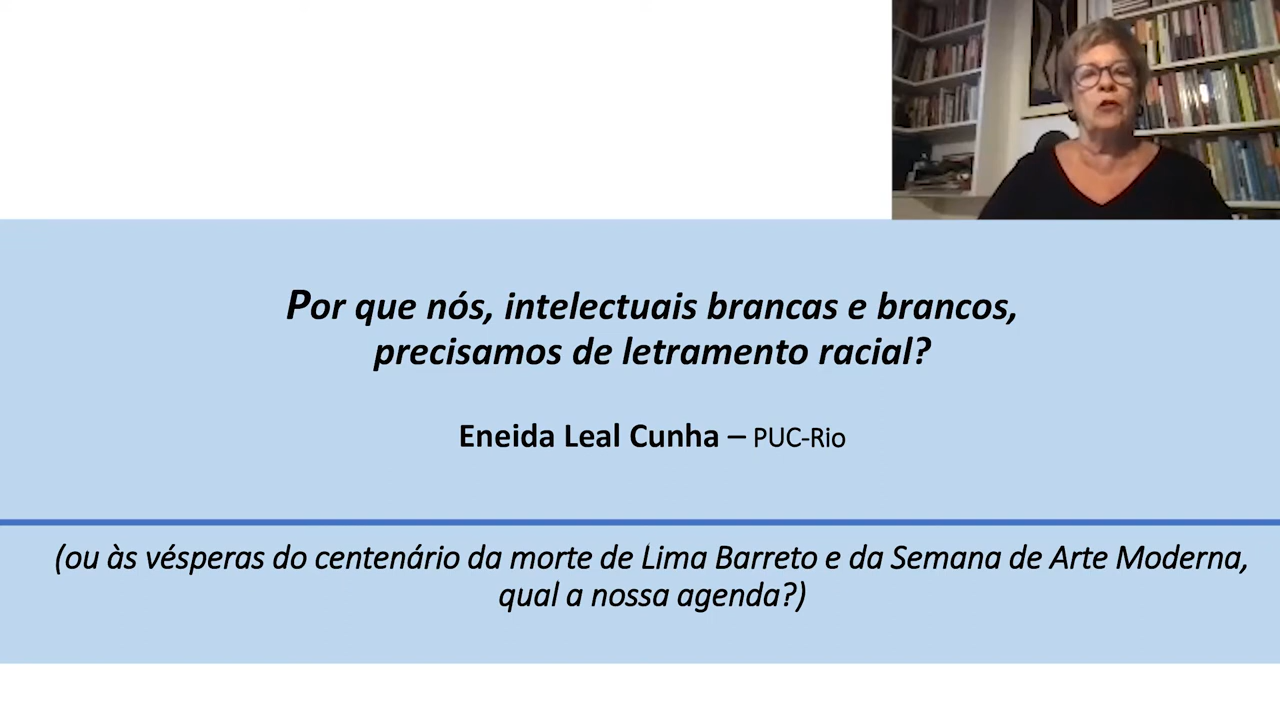 Por que nós, intelectuais brancas e brancos,
precisamos de letramento racial?
Eneida Leal Cunha – PUC-Rio
(ou às vésperas do centenário da morte de Lima Barreto e da Semana de Arte Moderna,
qual a nossa agenda?)